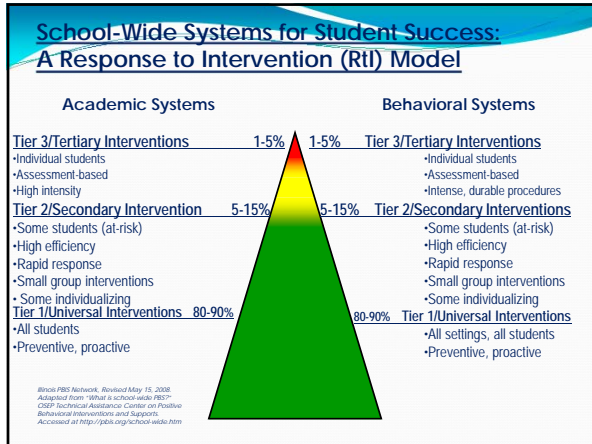 School-Wide Systems for Student Success:
A Response to Intervention (RtI) Model
Academic Systems
Behavioral Systems
Tier 3/Tertiary Interventions 1-5%
•Individual students
•Assessment-based
•High intensity
1-5% Tier 3/Tertiary Interventions
•Individual students
•Assessment-based
•Intense, durable procedures
Tier 2/Secondary Intervention 5-15%
•Some students (at-risk)
•High efficiency
•Rapid response
•Small group interventions
• Some individualizing
5-15% Tier 2/Secondary Interventions
•Some students (at-risk)
•High efficiency
•Rapid response
•Small group interventions
•Some individualizing
Tier 1/Universal Interventions 80-90%
•All students
•Preventive, proactive
80-90% Tier 1/Universal Interventions
•All settings, all students
•Preventive, proactive
Illinois PBIS Network, Revised May 15, 2008.
Adapted from “What is school-wide PBS?”
OSEP Technical Assistance Center on Positive
Behavioral Interventions and Supports.
Accessed at http://pbis.org/school-wide.htm